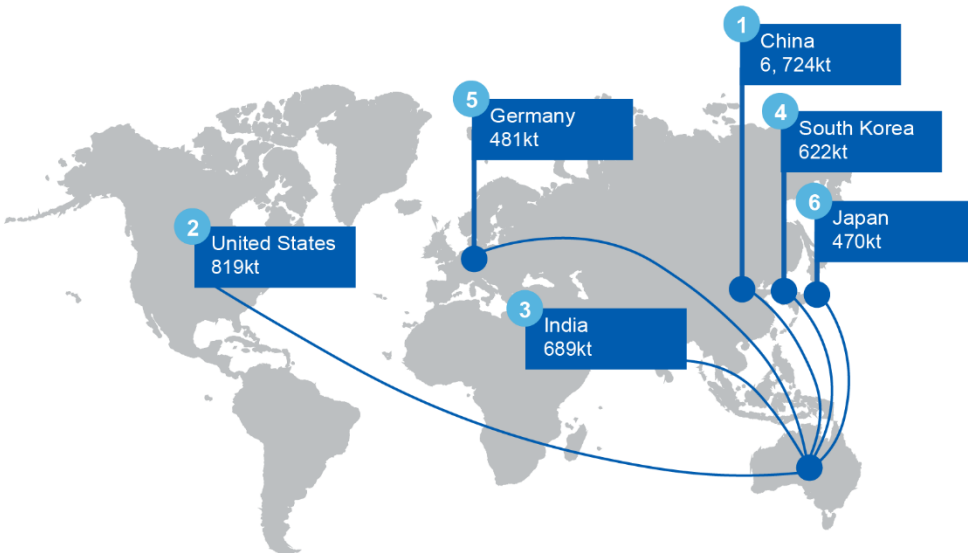 1
China
6, 724kt
5
Germany
481kt
4
South Korea
622kt
6
Japan
470kt
2
United States
819kt
3
India
689kt